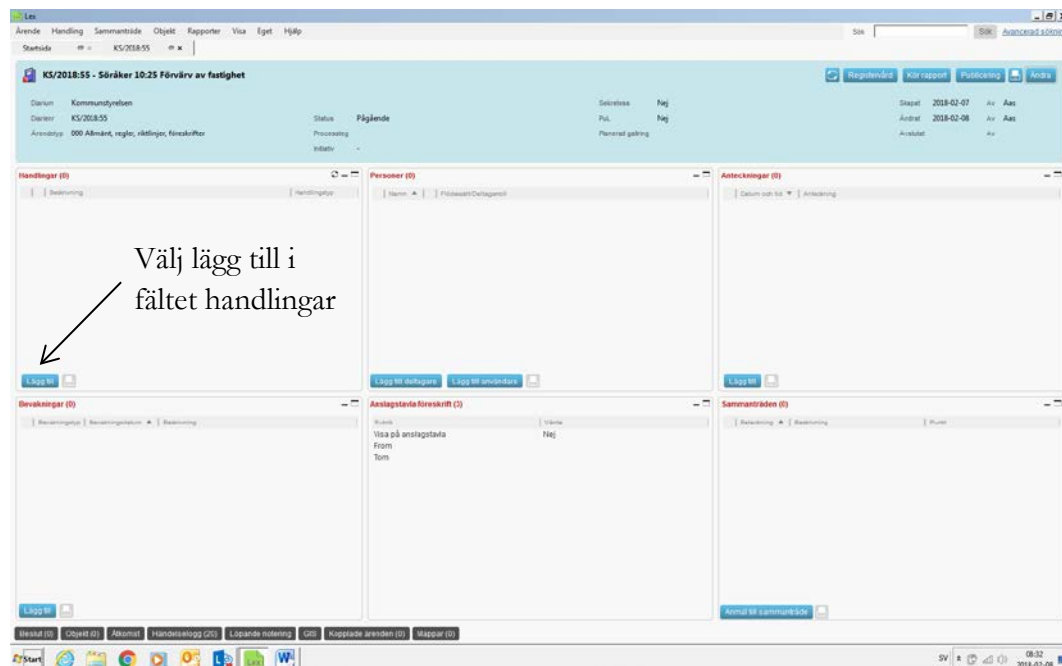 Lex
Ärende Handling Sammanträde Objekt Rapporter Visa Eget Hjälp
Sök Sök Avancerad sökning
Startsida KS/2018:55
KS/2018:55 - Söråker 10:25 Förvärv av fastighet
Registervård Kör rapport Publicering Ändra
Diarium Kommunstyrelsen Sekretess Nej Skapat 2018-02-07 Av Aas
Diarienr KS/2018:55 Status Pågående PuL Nej Ändrat 2018-02-08 Av Aas
Ärendetyp 000 Allmänt, regler, riktlinjer, föreskrifter Processteg Planerad gallring Avslutat Av
Initiativ -
Handlingar (0)
Beskrivning Handlingstyp
Välj lägg till i
fältet handlingar
Lägg till
Personer (0)
Namn
Lägg till deltagare Lägg till användare
Anteckningar (0)
Datum och tid Anteckning
Lägg till
Bevakningar (0)
Bevakningstyp Bevakningsdatum Beskrivning
Lägg till
Anslagstavla föreskrift (3)
Rubrik Värde
Visa på anslagstavla Nej
From
Tom
Sammanträden (0)
Beteckning Beskrivning Punkt
Anmäl till sammanträde
Beslut (0) Objekt (0) Åtkomst Händelselogg (20) Löpande notering GIS Kopplade ärenden (0) Mappar (0)
Start
SV
08:32
2018-02-09